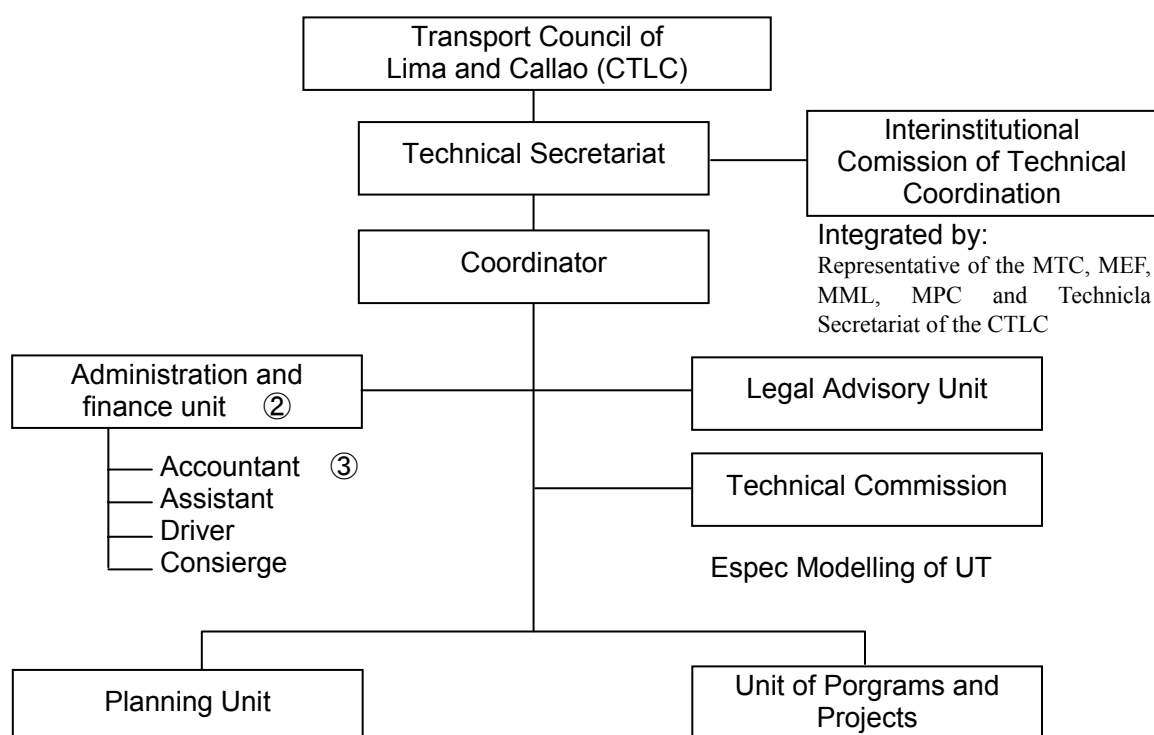 Transport Council of
Lima and Callao (CTLC)
Technical Secretariat
Interinstitutional
Comission of Technical
Coordination
Integrated by:
Representative of the MTC, MEF,
MML, MPC and Technicla
Secretariat of the CTLC
Coordinator
Administration and
finance unit ②
Accountant ③
Assistant
Driver
Consierge
Legal Advisory Unit
Technical Commission
Espec Modelling of UT
Planning Unit
Unit of Porgrams and
Projects